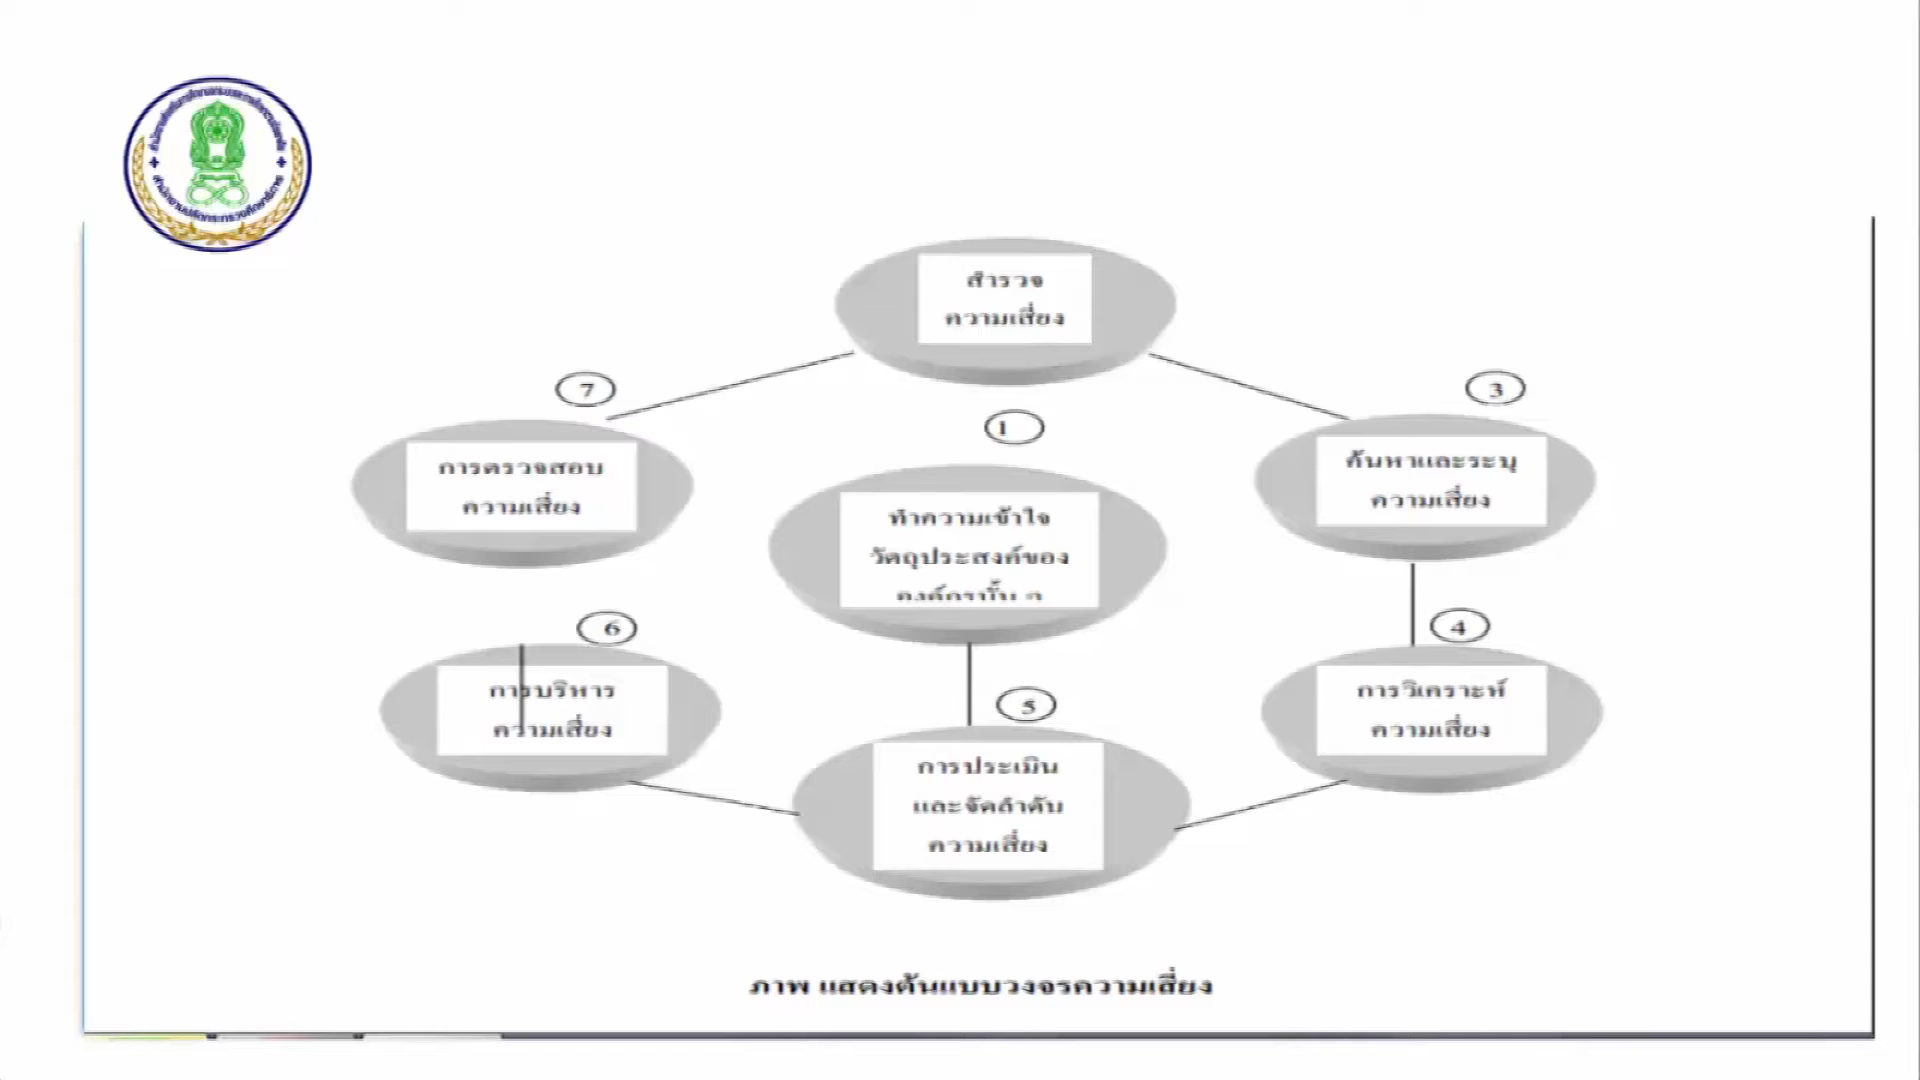 สำรวจ
ความเสี่ยง
7
3
1
การตรวจสอบ
ความเสี่ยง
ค้นหาและระบุ
ความเสี่ยง
ทำความเข้าใจ
วัตถุประสงค์ของ
องค์กรนั้น ๆ
6
4
การบริหาร
ความเสี่ยง
5
การวิเคราะห์
ความเสี่ยง
การประเมิน
และจัดลำดับ
ความเสี่ยง
ภาพ แสดงต้นแบบวงจรความเสี่ยง